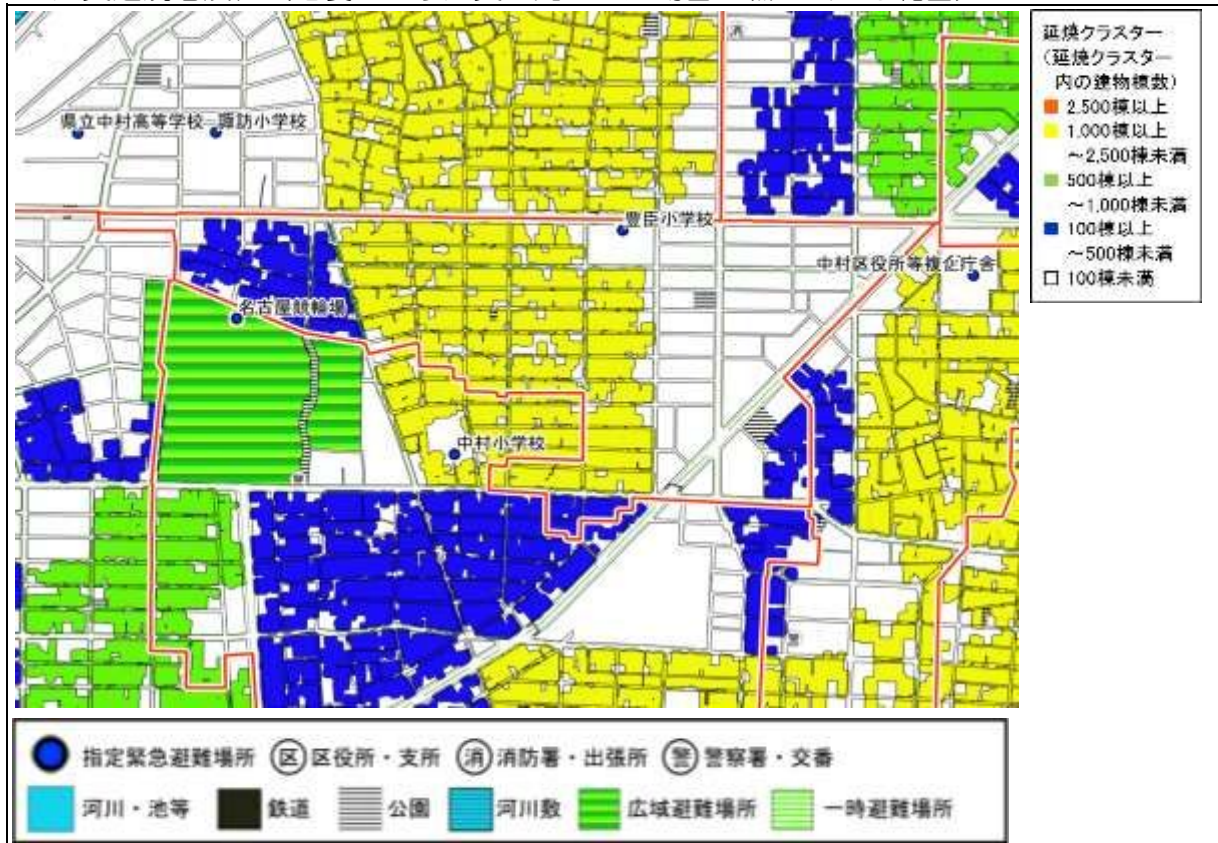 延焼クラスター
(延焼クラスター
内の建物棟数)
2,500棟以上
1,000棟以上
～2,500棟未満
500棟以上
～1,000棟未満
100棟以上
～500棟未満
100棟未満
消
県立中村高等学校
諏訪小学校
豊臣小学校
中村区役所等複合庁舎
名古屋競輪場
中村小学校
指定緊急避難場所
区 区役所・支所
消 消防署・出張所
警 警察署・交番
河川・池等
鉄道
公園
河川敷
広域避難場所
一時避難場所